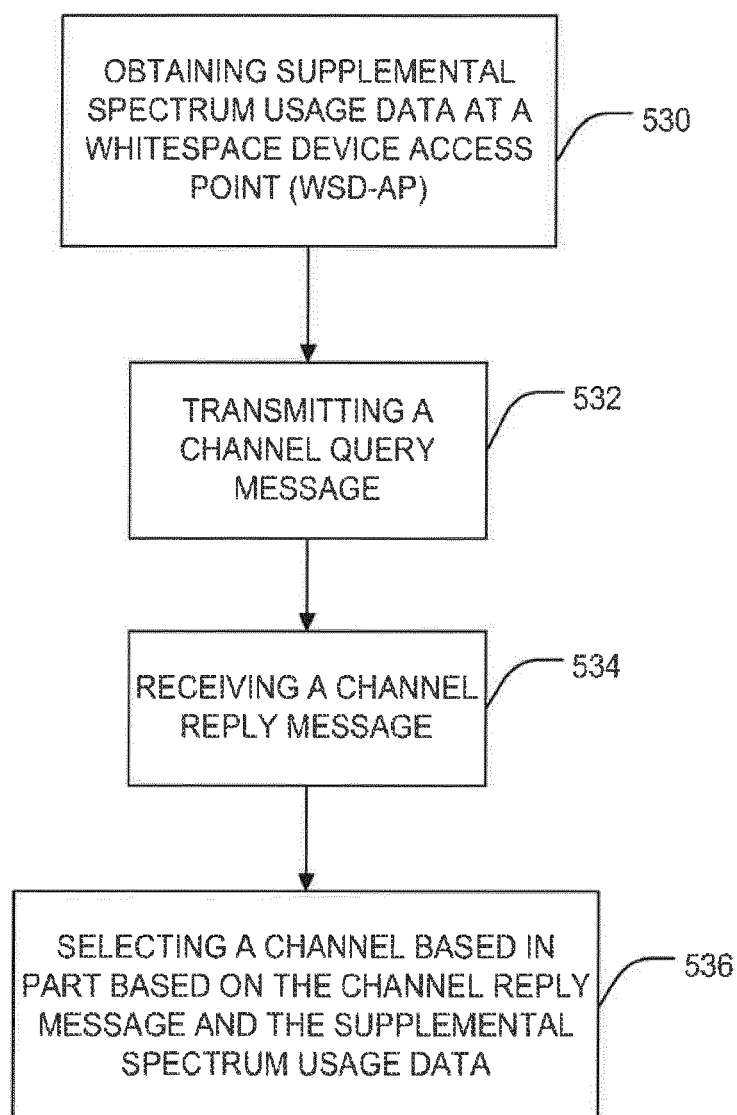 OBTAINING SUPPLEMENTAL
SPECTRUM USAGE DATA AT A
WHITESPACE DEVICE ACCESS
POINT (WSD-AP)
530
TRANSMITTING A
CHANNEL QUERY
MESSAGE
532
RECEIVING A CHANNEL
REPLY MESSAGE
534
SELECTING A CHANNEL BASED IN
PART BASED ON THE CHANNEL REPLY
MESSAGE AND THE SUPPLEMENTAL
SPECTRUM USAGE DATA.
536